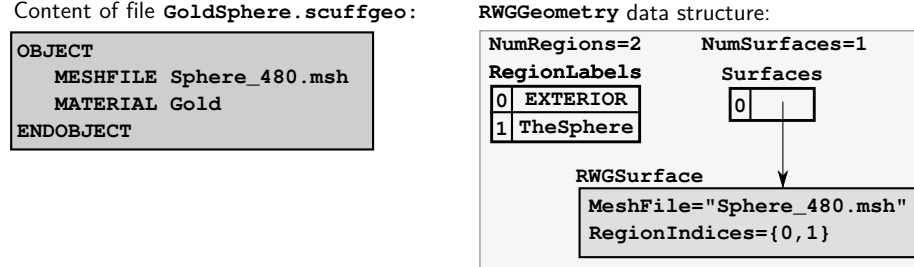 Content of file GoldSphere.scuffgeo:
OBJECT
MESHFILE Sphere_480.msh
MATERIAL Gold
ENDOBJECT
RWGGeometry data structure:
NumRegions=2 NumSurfaces=1
RegionLabels Surfaces
0 EXTERIOR 0
1 TheSphere
RWGSurface
MeshFile="Sphere_480.msh"
RegionIndices={0,1}